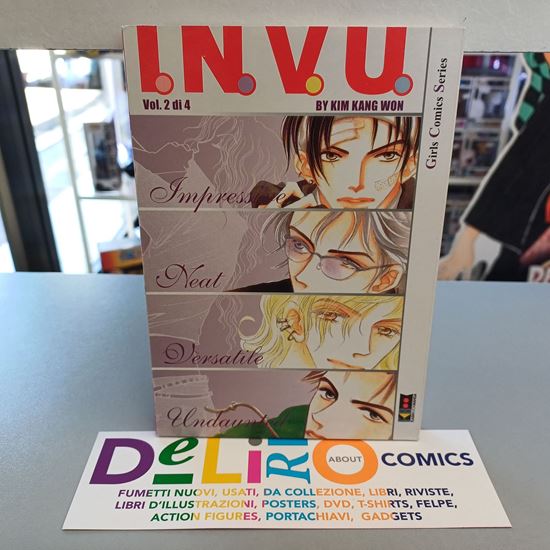 I.N.V.U.
Vol. 2 di 4
BY KIM KANG WON
Girls Comics Series
Impressive
Neat
Versatile
DeLiRiO ABOUT COMICS
FUMETTI NUOVI, USATI, DA COLLEZIONE, LIBRI, RIVISTE,
LIBRI D'ILLUSTRAZIONI, POSTERS, DVD, T-SHIRTS, FELPE,
ACTION FIGURES, PORTACHIAVI, GADGETS